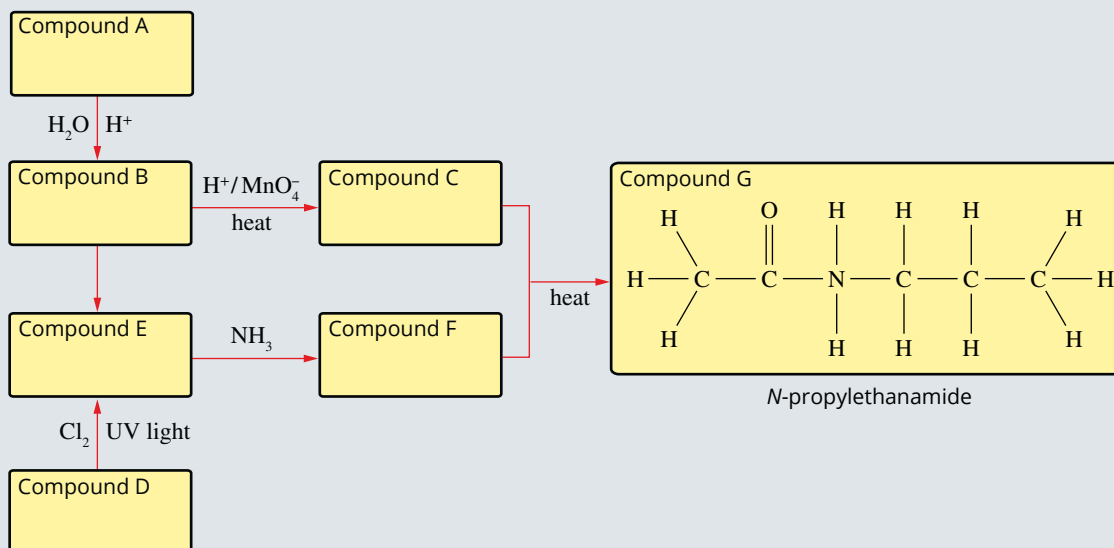 Compound A
H₂O H⁺
Compound B
H⁺/MnO₄⁻
heat
Compound C
Compound E
NH₃
Compound F
heat
Compound G
H O H H H H
H C C N C C C H
H H H H H
N-propylethanamide
Cl₂ UV light
Compound D